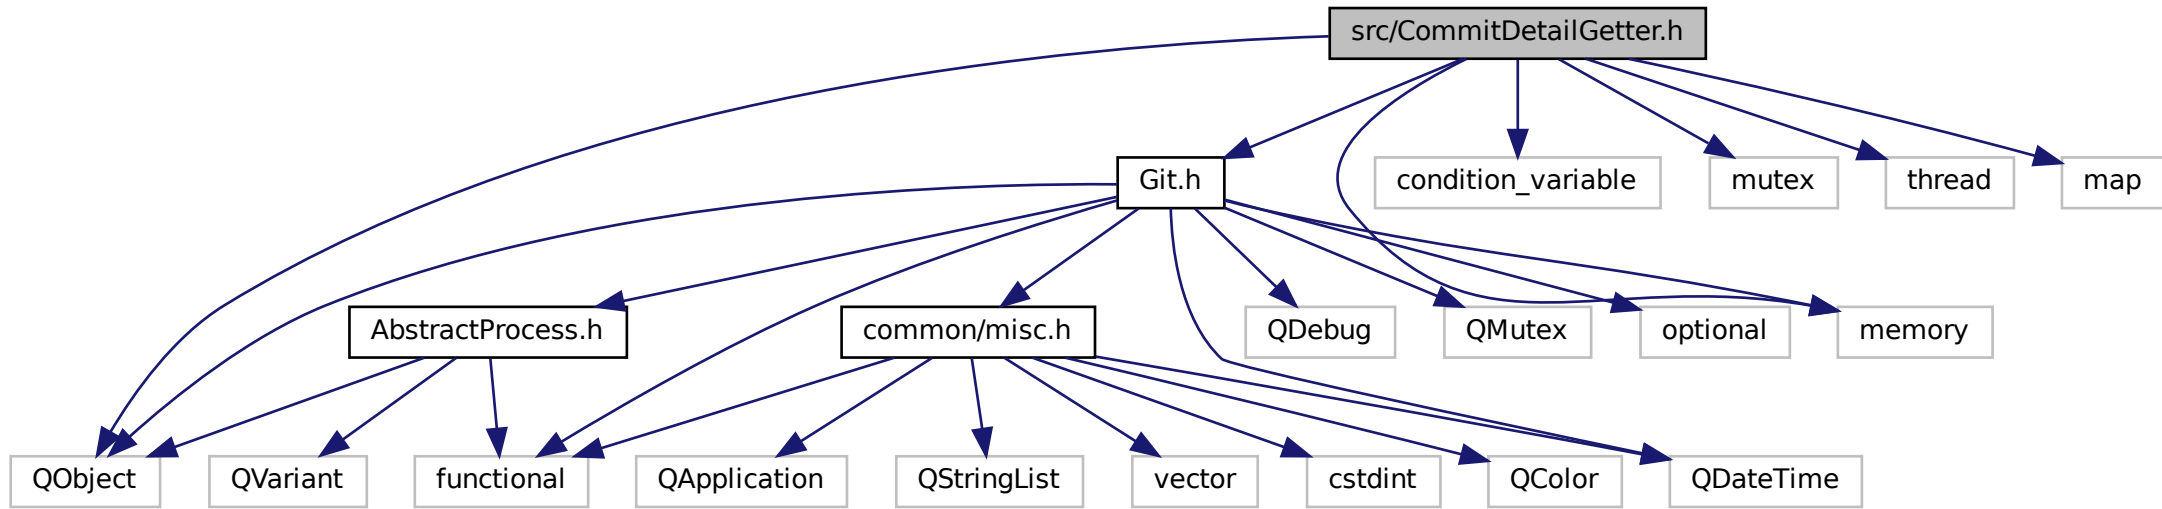 src/CommitDetailGetter.h
Git.h
condition_variable
mutex
thread
map
AbstractProcess.h
common/misc.h
QDebug
QMutex
optional
memory
QObject
QVariant
functional
QApplication
QStringList
vector
cstdint
QColor
QDateTime